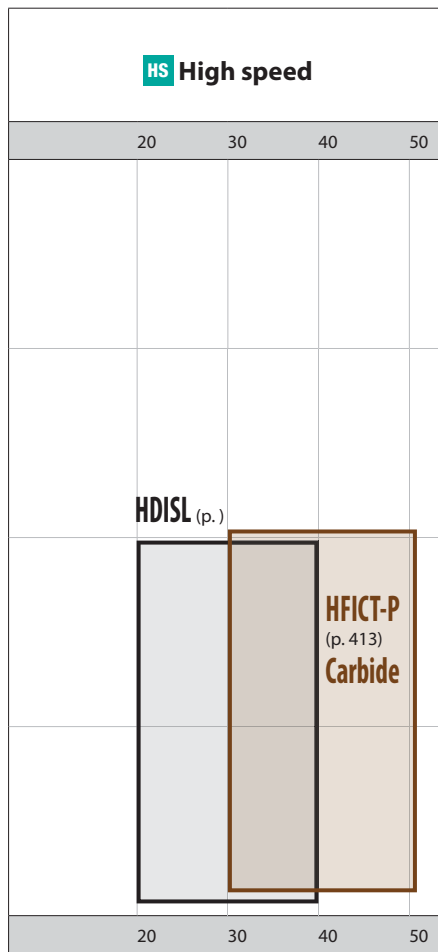 HS High speed
20 30 40 50
HDISL (p. )
HFICT-P
(p. 413)
Carbide
20 30 40 50